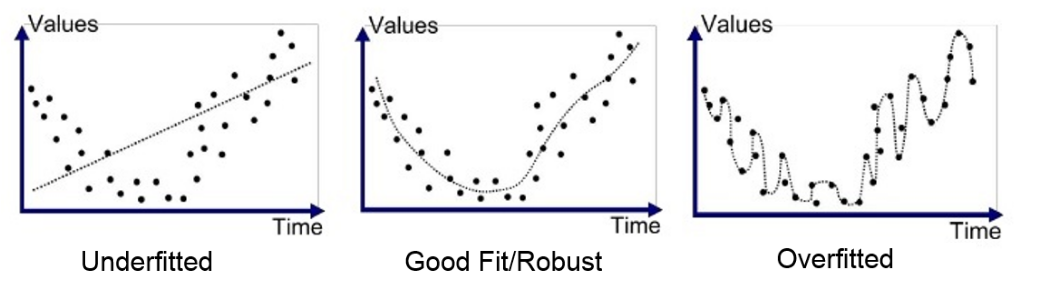 Values
Time
Underfitted
Values
Time
Good Fit/Robust
Values
Time
Overfitted